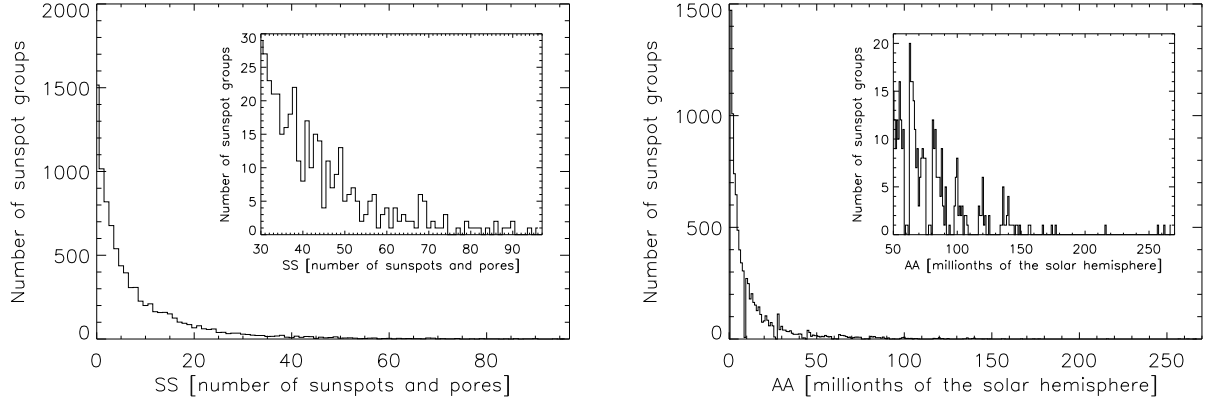 Number of sunspot groups
2000
1500
1000
500
0
0 20 40 60 80
SS [number of sunspots and pores]
Number of sunspot groups
30
25
20
15
10
5
0
30 40 50 60 70 80 90
SS [number of sunspots and pores]
Number of sunspot groups
1500
1000
500
0
0 50 100 150 200 250
AA [millionths of the solar hemisphere]
Number of sunspot groups
20
15
10
5
0
50 100 150 200 250
AA [millionths of the solar hemisphere]